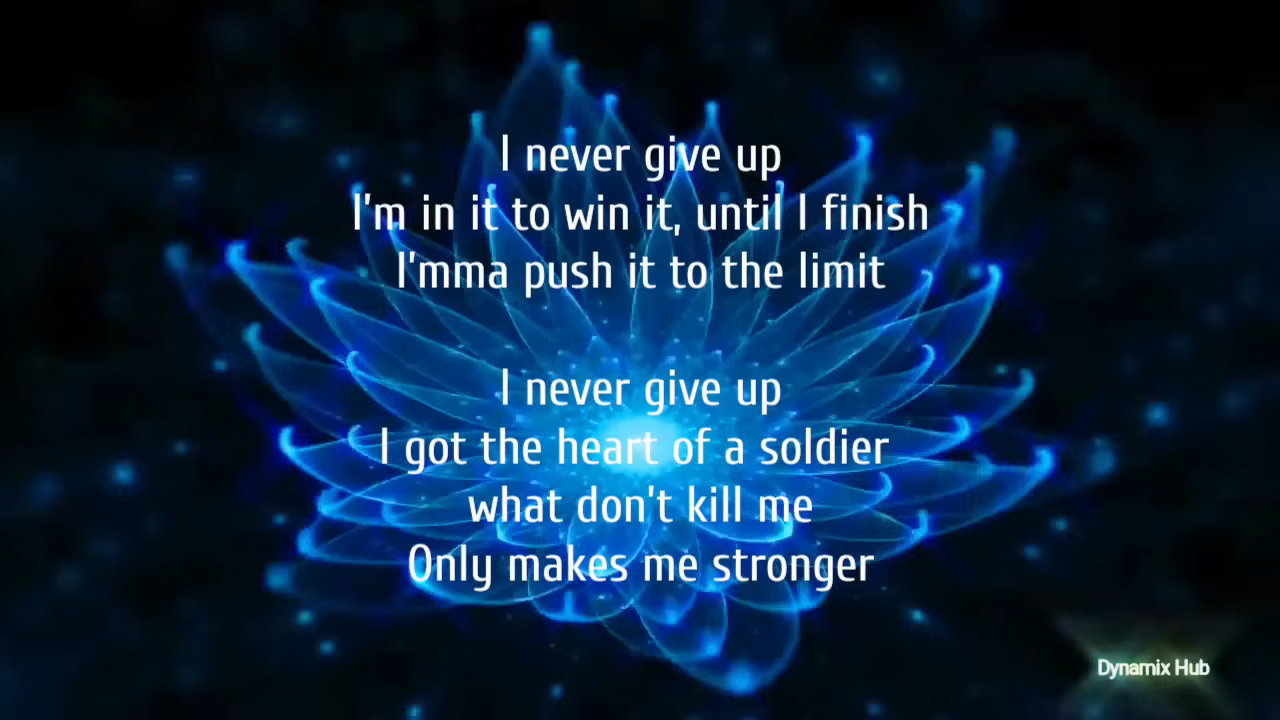 I never give up
I'm in it to win it, until I finish
I'mma push it to the limit
I never give up
I got the heart of a soldier
what don't kill me
Only makes me stronger
Dynamix Hub